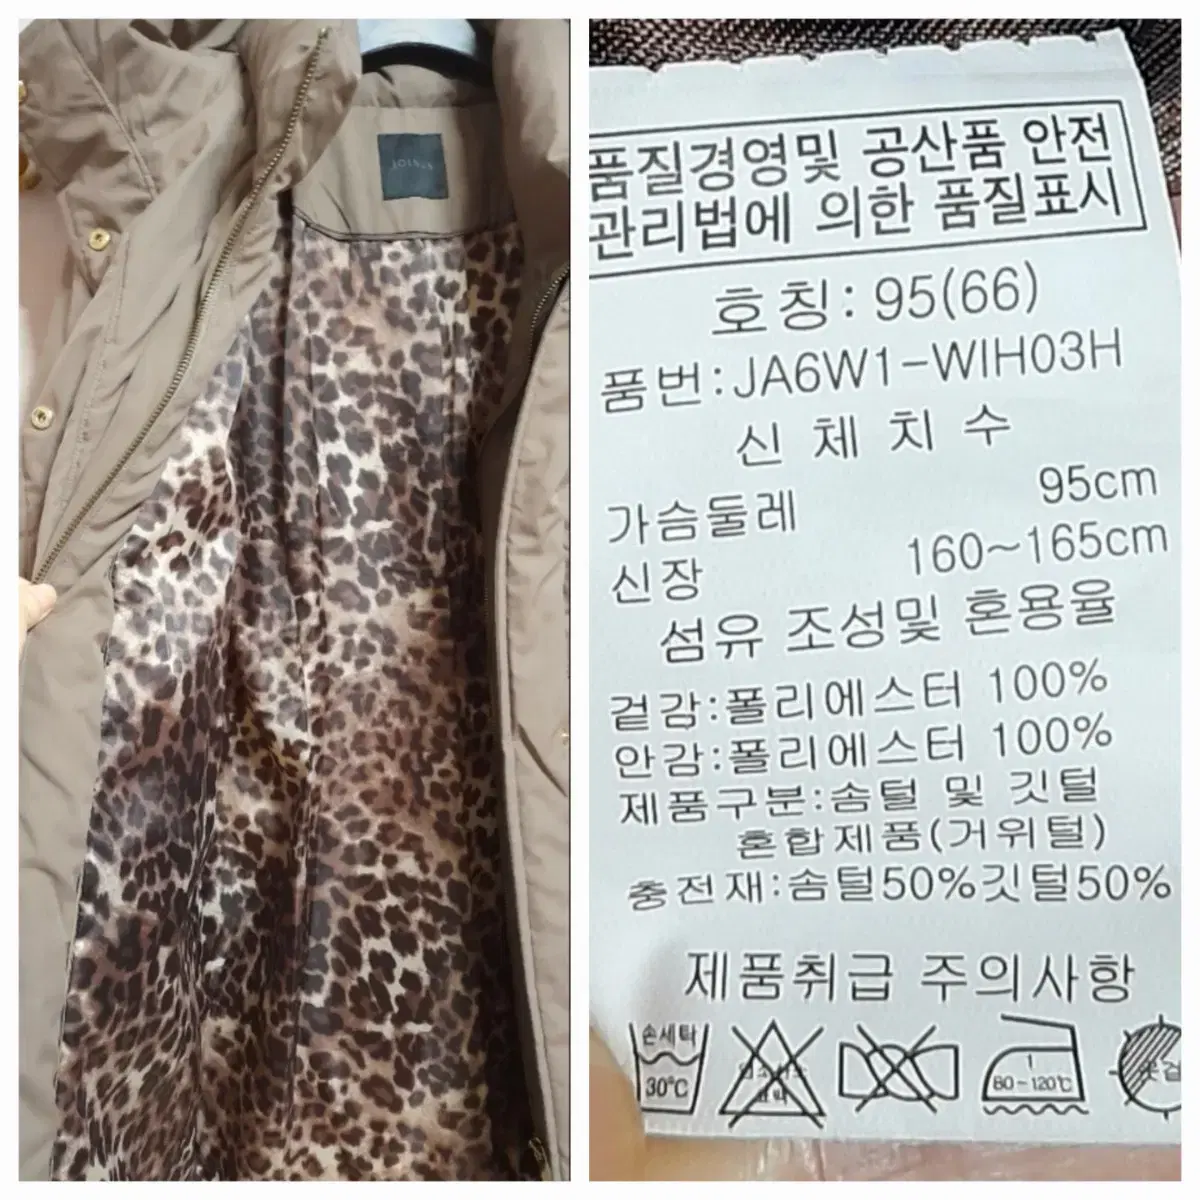 JOINUS
품질경영및 공산품 안전
관리법에 의한 품질표시
호칭: 95(66)
품번:JA6W1-WIH03H
신체치수
가슴둘레 95cm
신장 160~165cm
섬유 조성및 혼용율
겉감:폴리에스터 100%
안감:폴리에스터 100%
제품구분:솜털 및 깃털
혼합제품(거위털)
충전재:솜털50%깃털50%
제품취급 주의사항
손세탁
30℃
80~120℃